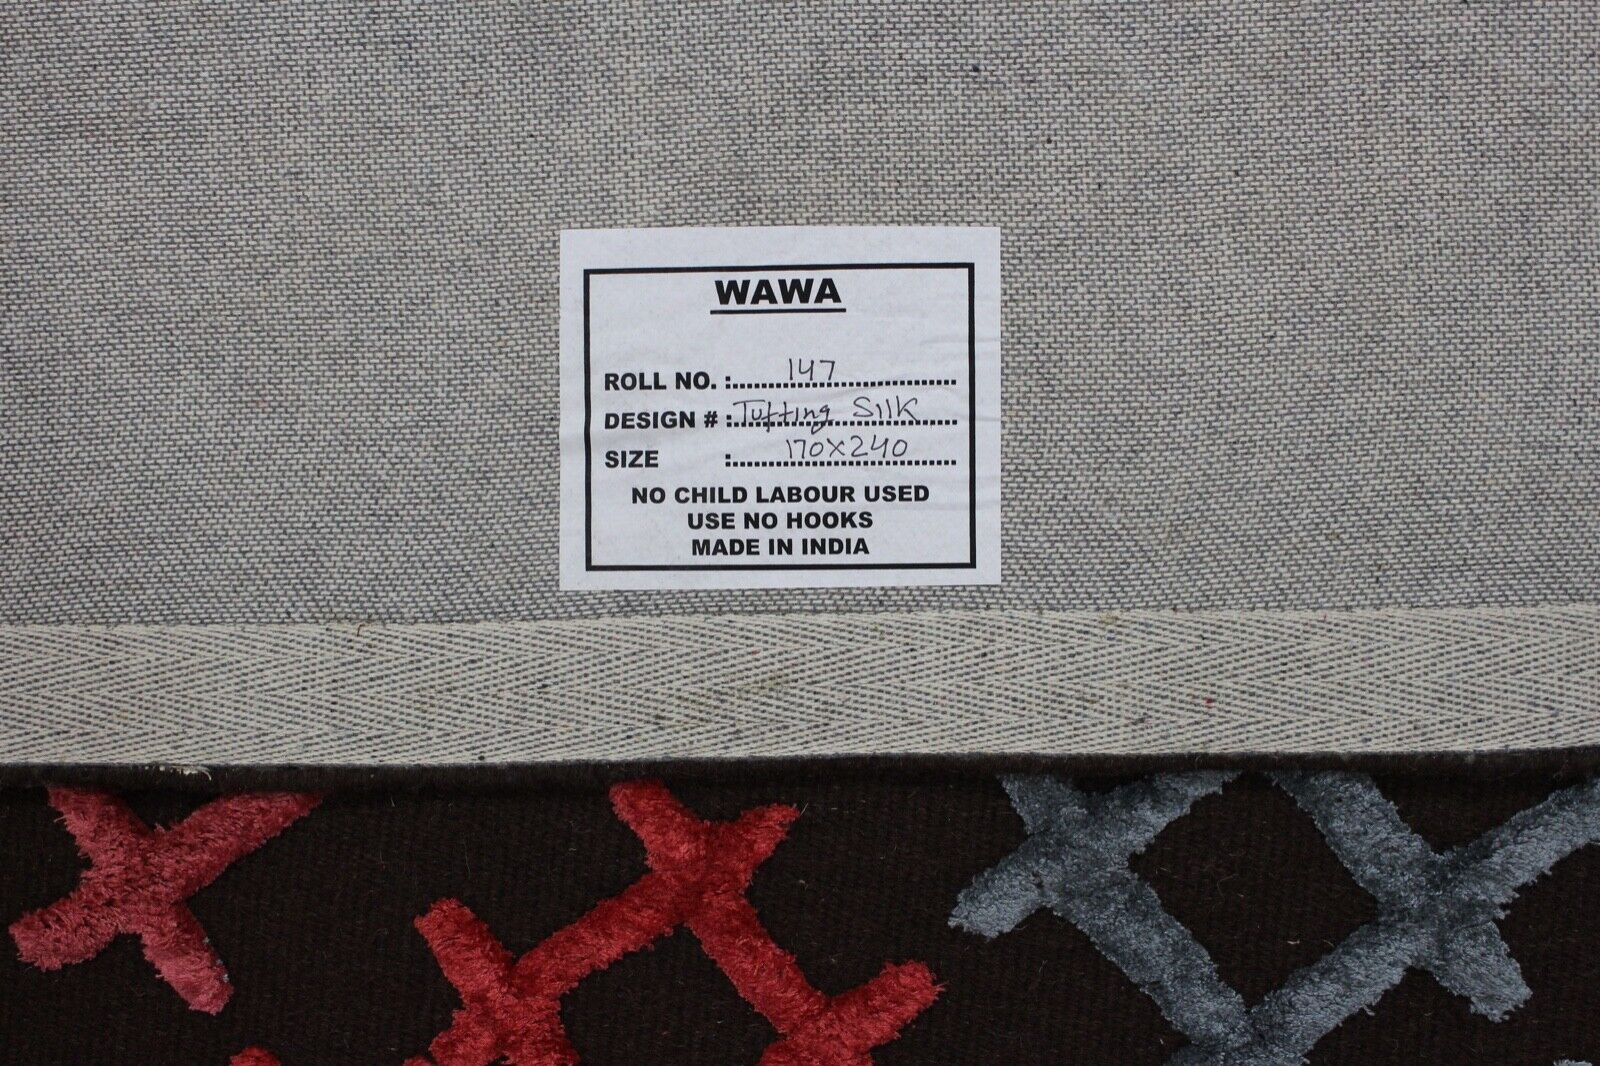 WAWA
ROLL NO. : 147
DESIGN # : Tufting Silk
SIZE : 170X240
NO CHILD LABOUR USED
USE NO HOOKS
MADE IN INDIA